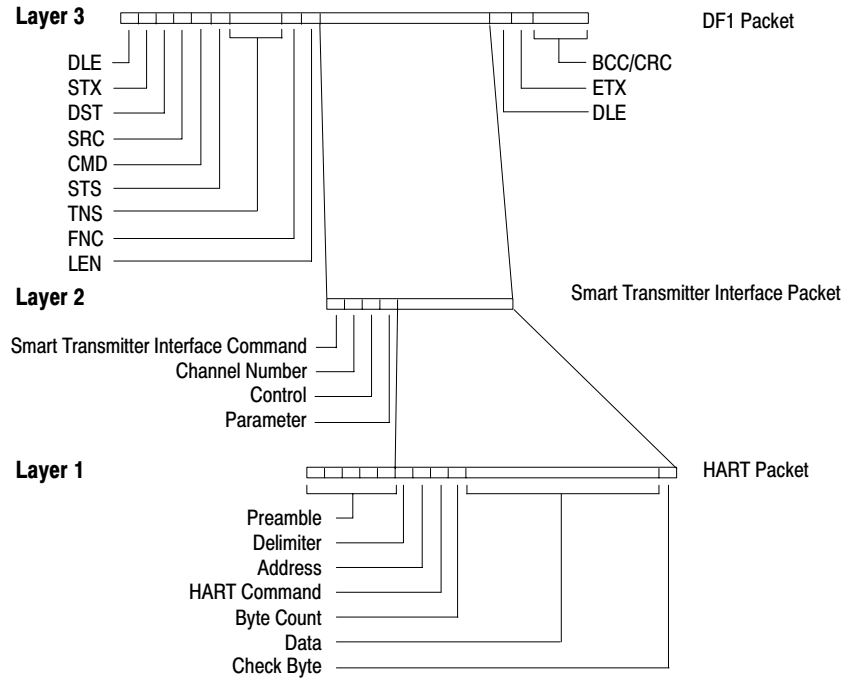 Layer 3
DF1 Packet
DLE
STX
DST
SRC
CMD
STS
TNS
FNC
LEN
BCC/CRC
ETX
DLE
Layer 2
Smart Transmitter Interface Packet
Smart Transmitter Interface Command
Channel Number
Control
Parameter
Layer 1
HART Packet
Preamble
Delimiter
Address
HART Command
Byte Count
Data
Check Byte